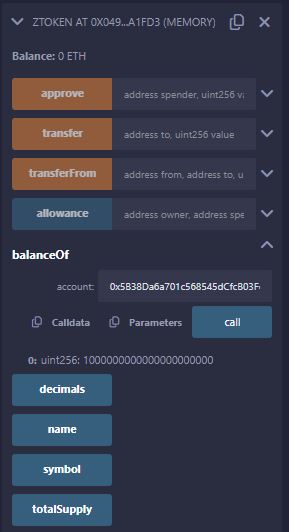 ZTOKEN AT 0X049...A1FD3 (MEMORY)
Balance: 0 ETH
approve address spender, uint256 va
transfer address to, uint256 value
transferFrom address from, address to, u
allowance address owner, address spe
balanceOf
account: 0x5B38Da6a701c568545dCfcB03F
Calldata Parameters call
0: uint256: 1000000000000000000000
decimals
name
symbol
totalSupply